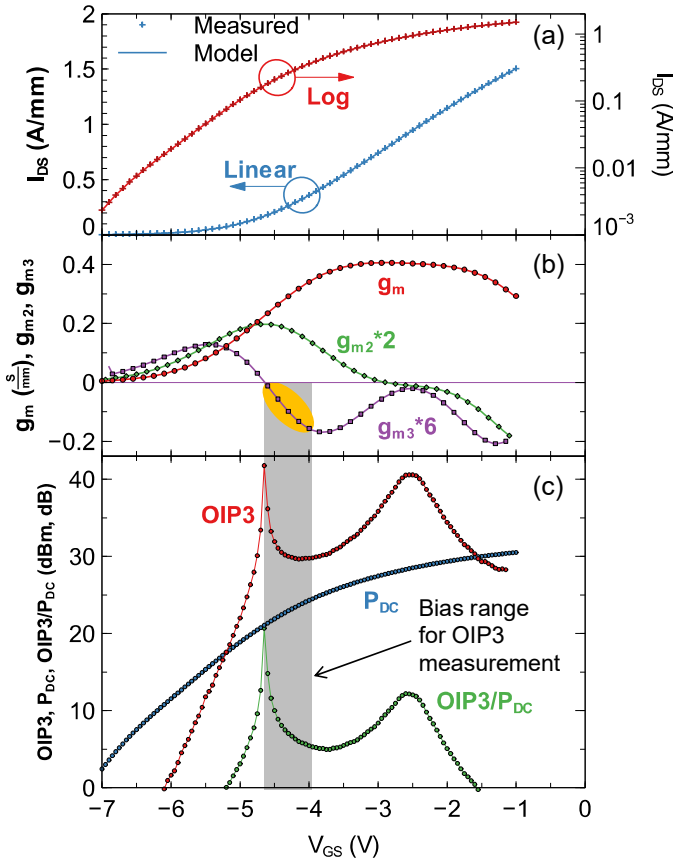 2
1.5
1
0.5
0
I_DS (A/mm)
Measured
Model
(a)
Log
Linear
1
0.1
0.01
10⁻³
I_DS (A/mm)
0.4
0.2
0
−0.2
g_m (S/mm), g_m2, g_m3
(b)
g_m
g_m2*2
g_m3*6
40
30
20
10
0
OIP3, P_DC, OIP3/P_DC (dBm, dB)
(c)
OIP3
P_DC
Bias range
for OIP3
measurement
OIP3/P_DC
−7 −6 −5 −4 −3 −2 −1 0
V_GS (V)